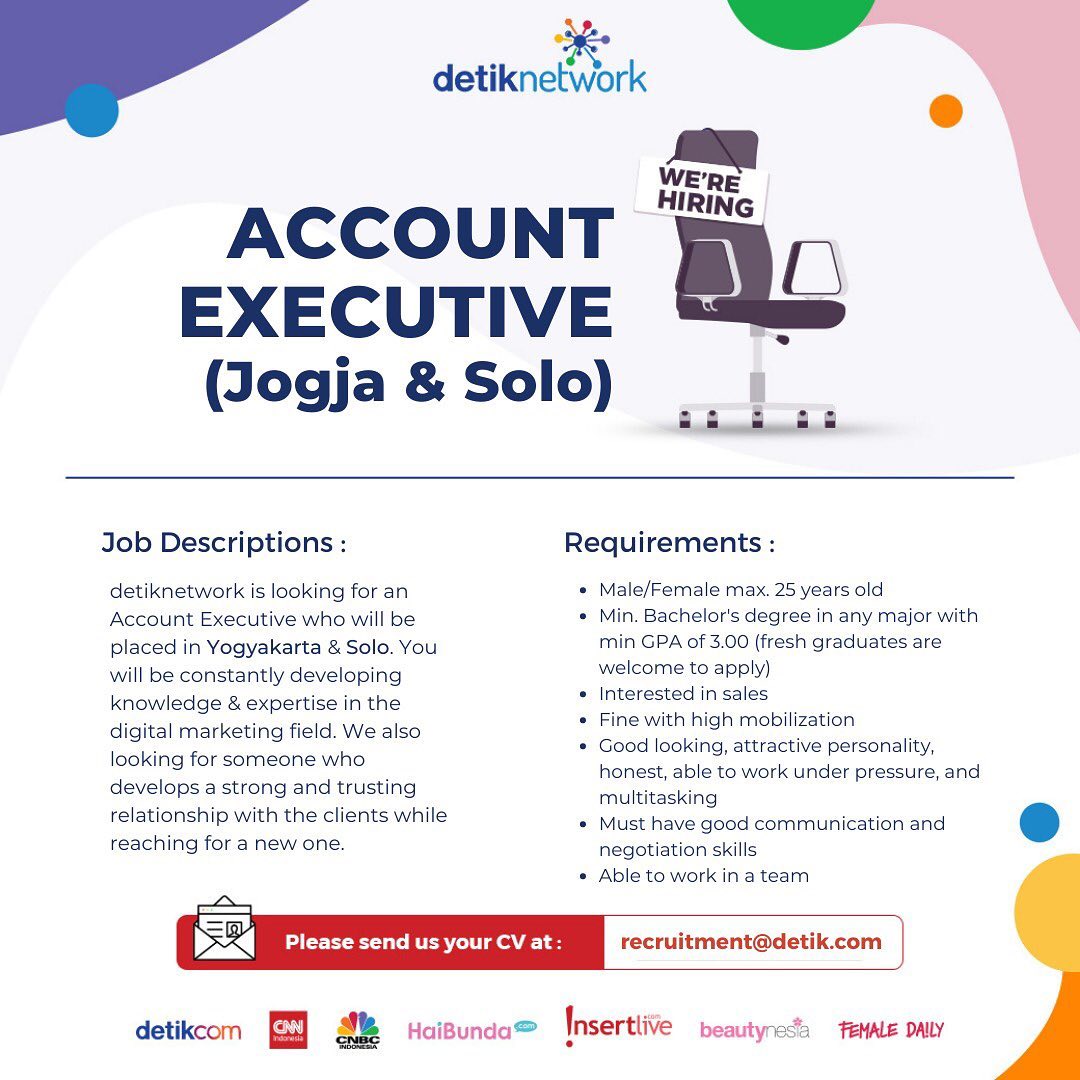 detiknetwork
WE'RE
HIRING
ACCOUNT
EXECUTIVE
(Jogja & Solo)
Job Descriptions :
detiknetwork is looking for an
Account Executive who will be
placed in Yogyakarta & Solo. You
will be constantly developing
knowledge & expertise in the
digital marketing field. We also
looking for someone who
develops a strong and trusting
relationship with the clients while
reaching for a new one.
Requirements :
• Male/Female max. 25 years old
• Min. Bachelor's degree in any major with
min GPA of 3.00 (fresh graduates are
welcome to apply)
• Interested in sales
• Fine with high mobilization
• Good looking, attractive personality,
honest, able to work under pressure, and
multitasking
• Must have good communication and
negotiation skills
• Able to work in a team
Please send us your CV at :
recruitment@detik.com
detikcom
CNN
Indonesia
CNBC
INDONESIA
HaiBunda.com
Insertlive.com
beautynesia
FEMALE DAILY